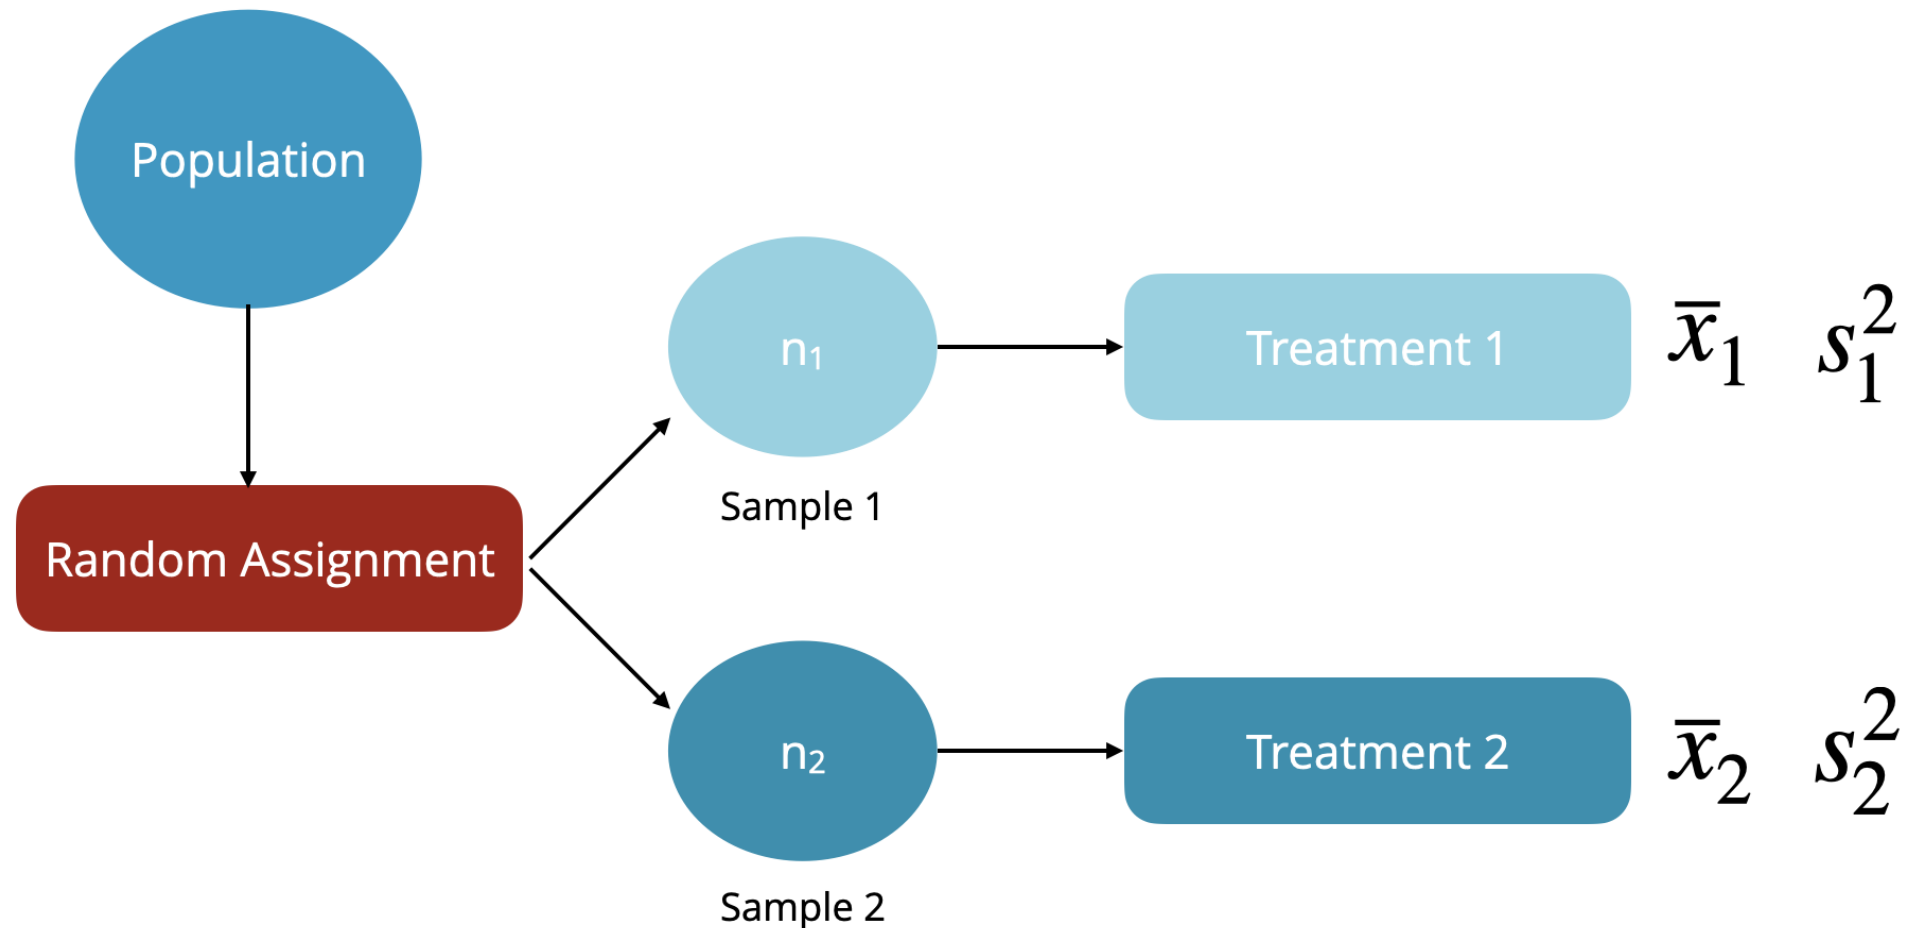 Population
Random Assignment
n₁
Sample 1
Treatment 1
x̅₁ s₁²
n₂
Sample 2
Treatment 2
x̅₂ s₂²